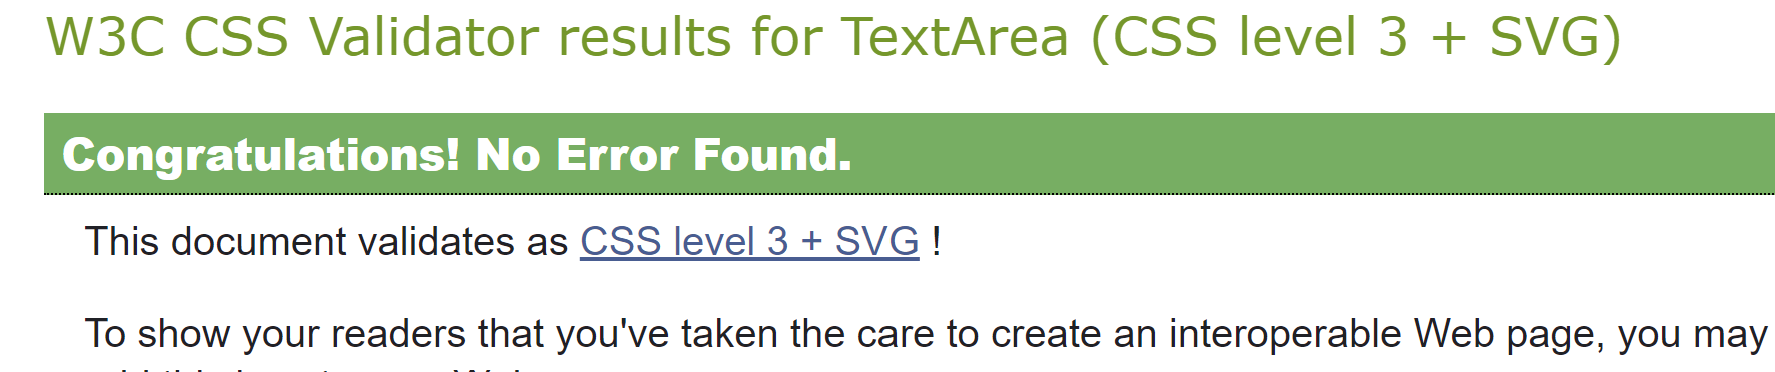 W3C CSS Validator results for TextArea (CSS level 3 + SVG)
Congratulations! No Error Found.
This document validates as CSS level 3 + SVG !
To show your readers that you've taken the care to create an interoperable Web page, you may